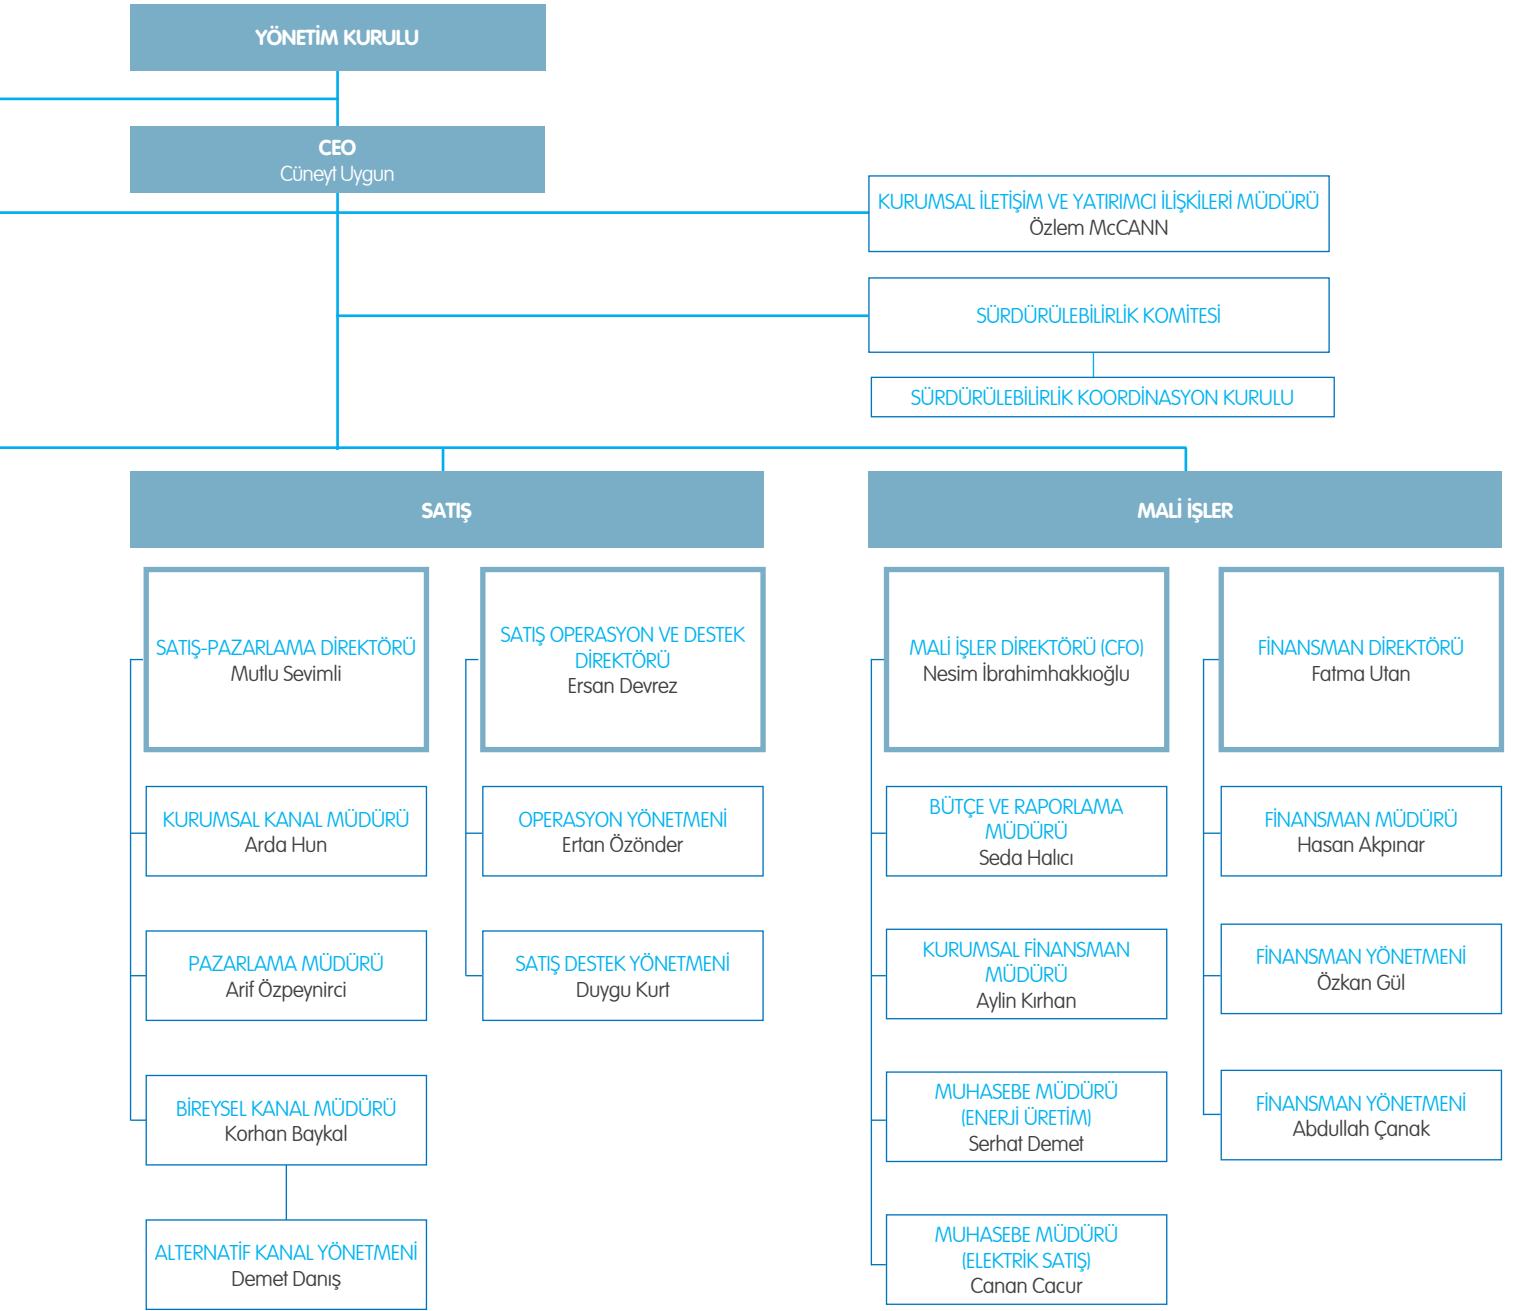 YÖNETİM KURULU
CEO
Cüneyt Uygun
KURUMSAL İLETİŞİM VE YATIRIMCI İLİŞKİLERİ MÜDÜRÜ
Özlem McCANN
SÜRDÜRÜLEBİLİRLİK KOMİTESİ
SÜRDÜRÜLEBİLİRLİK KOORDİNASYON KURULU
SATIŞ
SATIŞ-PAZARLAMA DİREKTÖRÜ
Mutlu Sevimli
KURUMSAL KANAL MÜDÜRÜ
Arda Hun
PAZARLAMA MÜDÜRÜ
Arif Özpeynirci
BİREYSEL KANAL MÜDÜRÜ
Korhan Baykal
ALTERNATİF KANAL YÖNETMENİ
Demet Danış
SATIŞ OPERASYON VE DESTEK
DİREKTÖRÜ
Ersan Devrez
OPERASYON YÖNETMENİ
Ertan Özönder
SATIŞ DESTEK YÖNETMENİ
Duygu Kurt
MALİ İŞLER
MALİ İŞLER DİREKTÖRÜ (CFO)
Nesim İbrahimhakkıoğlu
BÜTÇE VE RAPORLAMA
MÜDÜRÜ
Seda Halıcı
KURUMSAL FİNANSMAN
MÜDÜRÜ
Aylin Kırhan
MUHASEBE MÜDÜRÜ
(ENERJİ ÜRETİM)
Serhat Demet
MUHASEBE MÜDÜRÜ
(ELEKTRİK SATIŞ)
Canan Cacur
FİNANSMAN DİREKTÖRÜ
Fatma Utan
FİNANSMAN MÜDÜRÜ
Hasan Akpınar
FİNANSMAN YÖNETMENİ
Özkan Gül
FİNANSMAN YÖNETMENİ
Abdullah Çanak